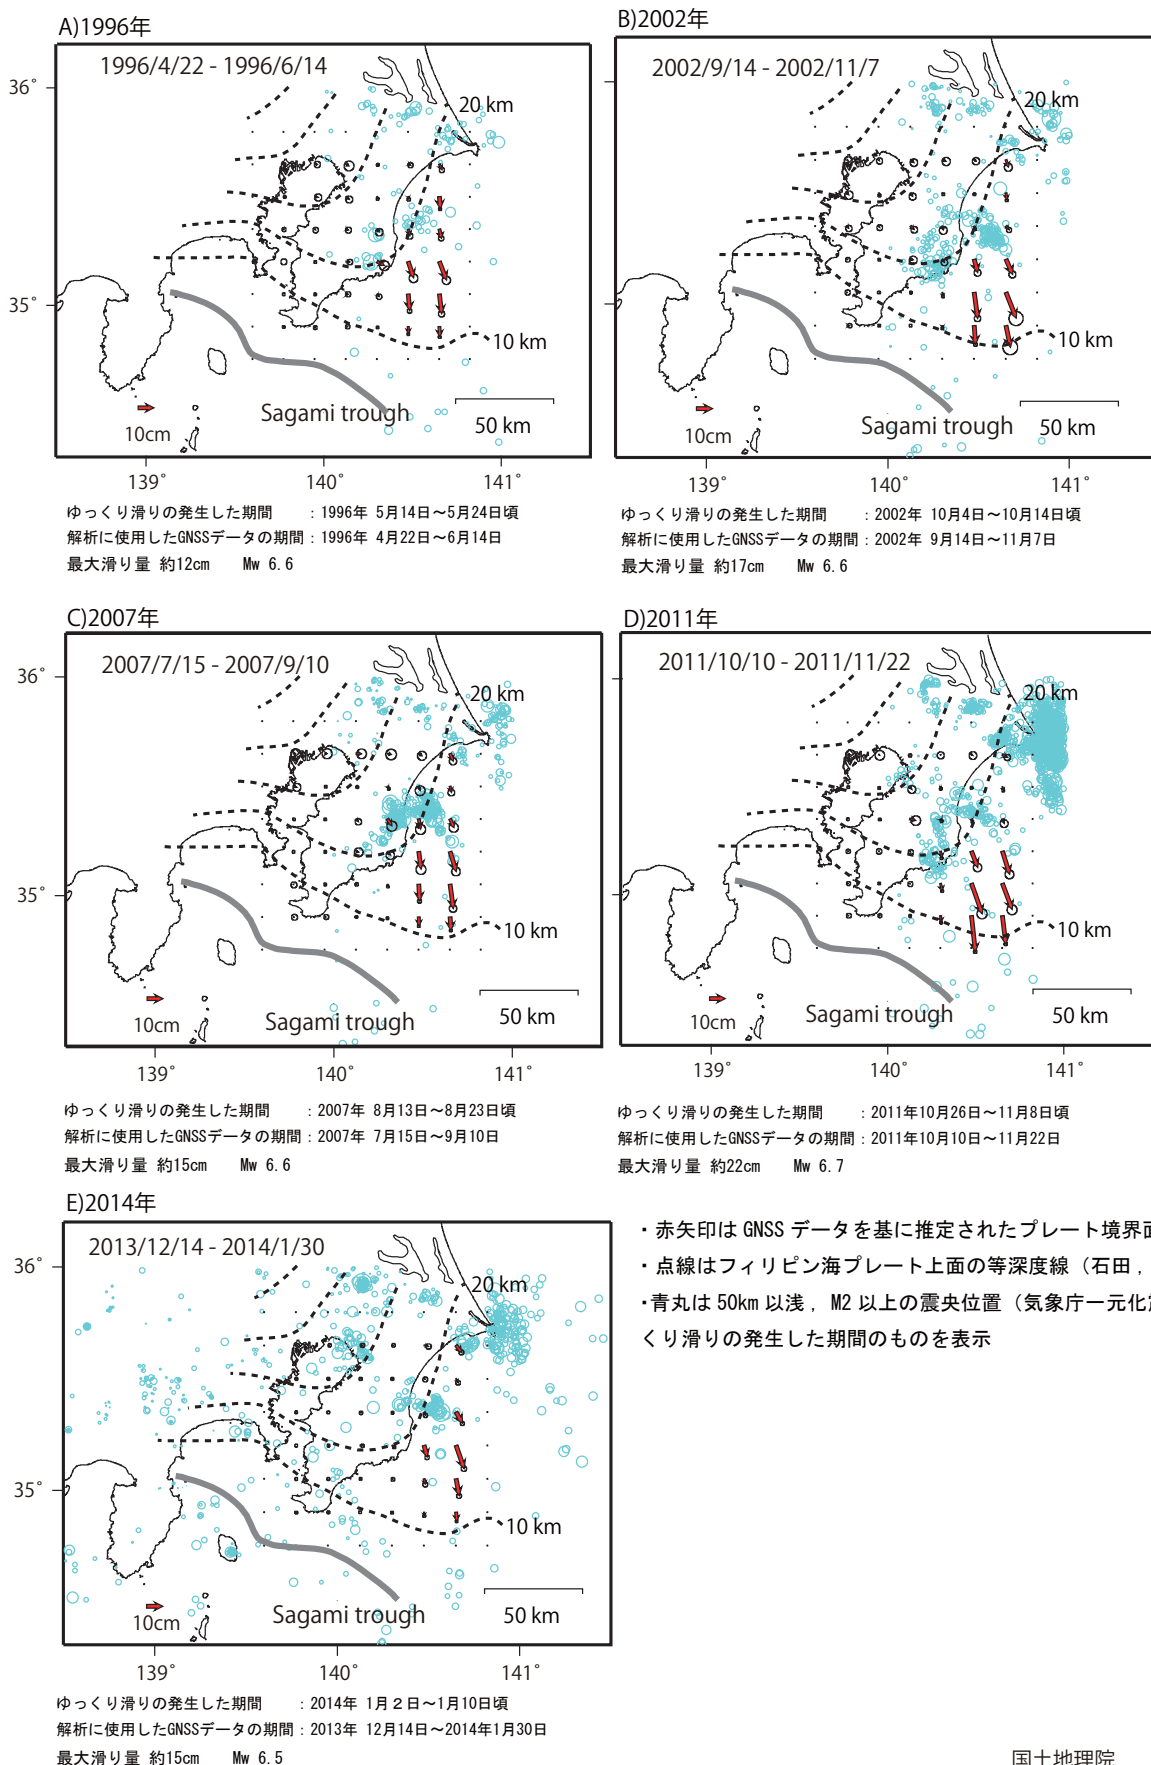 A)1996年
1996/4/22 - 1996/6/14
36°
20 km
35°
10 km
Sagami trough
10cm
50 km
139°
140°
141°
ゆっくり滑りの発生した期間 : 1996年 5月14日～5月24日頃
解析に使用したGNSSデータの期間 : 1996年 4月22日～6月14日
最大滑り量 約12cm Mw 6.6
B)2002年
2002/9/14 - 2002/11/7
20 km
10 km
Sagami trough
10cm
50 km
139°
140°
141°
ゆっくり滑りの発生した期間 : 2002年 10月4日～10月14日頃
解析に使用したGNSSデータの期間 : 2002年 9月14日～11月7日
最大滑り量 約17cm Mw 6.6
C)2007年
2007/7/15 - 2007/9/10
36°
20 km
35°
10 km
Sagami trough
10cm
50 km
139°
140°
141°
ゆっくり滑りの発生した期間 : 2007年 8月13日～8月23日頃
解析に使用したGNSSデータの期間 : 2007年 7月15日～9月10日
最大滑り量 約15cm Mw 6.6
D)2011年
2011/10/10 - 2011/11/22
20 km
10 km
Sagami trough
10cm
50 km
139°
140°
141°
ゆっくり滑りの発生した期間 : 2011年10月26日～11月8日頃
解析に使用したGNSSデータの期間 : 2011年10月10日～11月22日
最大滑り量 約22cm Mw 6.7
E)2014年
2013/12/14 - 2014/1/30
36°
20 km
35°
10 km
Sagami trough
10cm
50 km
139°
140°
141°
ゆっくり滑りの発生した期間 : 2014年 1月２日～1月10日頃
解析に使用したGNSSデータの期間 : 2013年 12月14日～2014年1月30日
最大滑り量 約15cm Mw 6.5
・赤矢印は GNSS データを基に推定されたプレート境界面
・点線はフィリピン海プレート上面の等深度線（石田，
・青丸は 50km 以浅，M2 以上の震央位置（気象庁一元化
くり滑りの発生した期間のものを表示
国土地理院